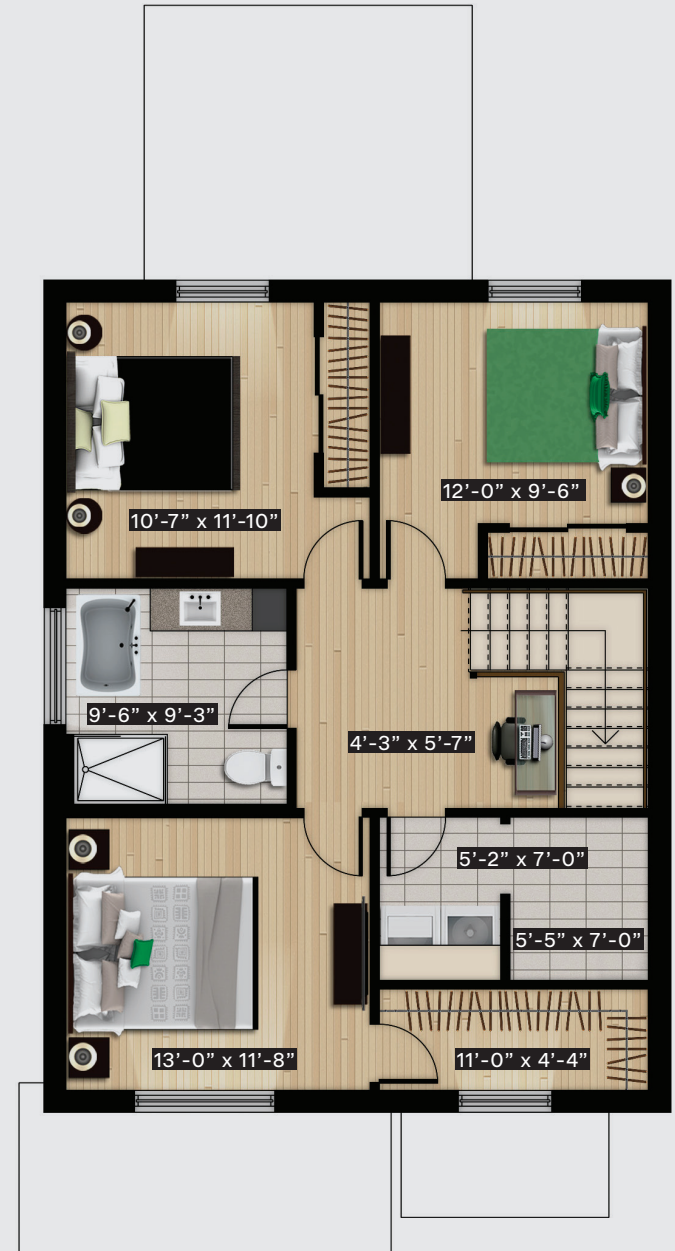 12’-0” x 9’-6”
10’-7” x 11’-10”
9’-6” x 9’-3”
4’-3” x 5’-7”
5’-2” x 7’-0”
5’-5” x 7’-0”
13’-0” x 11’-8”
11’-0” x 4’-4”